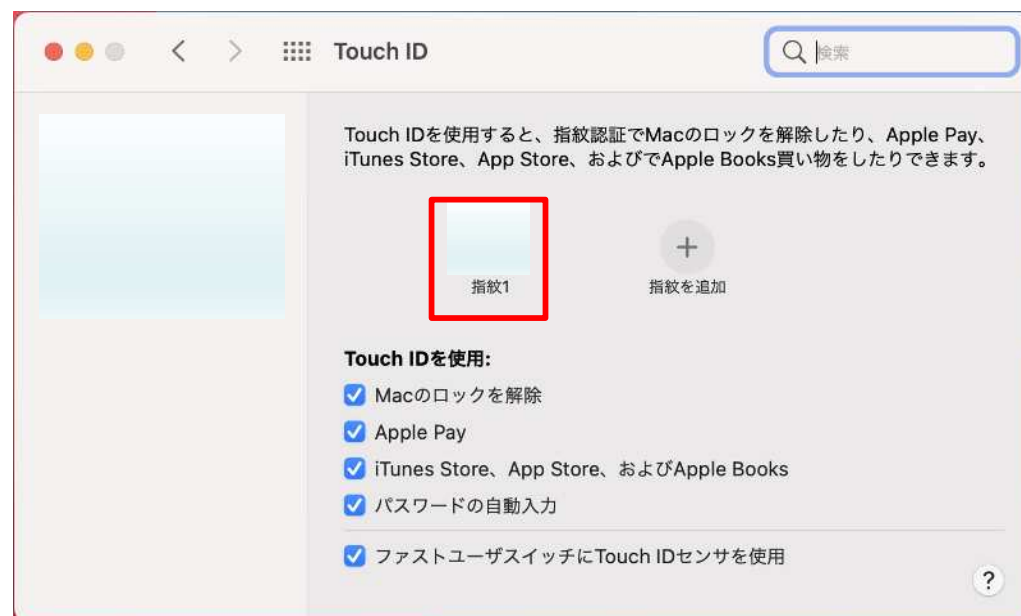 Touch ID
検索
Touch IDを使用すると、指紋認証でMacのロックを解除したり、Apple Pay、
iTunes Store、App Store、およびでApple Books買い物をしたりできます。
指紋1
指紋を追加
Touch IDを使用:
Macのロックを解除
Apple Pay
iTunes Store、App Store、およびApple Books
パスワードの自動入力
ファストユーザスイッチにTouch IDセンサを使用
?